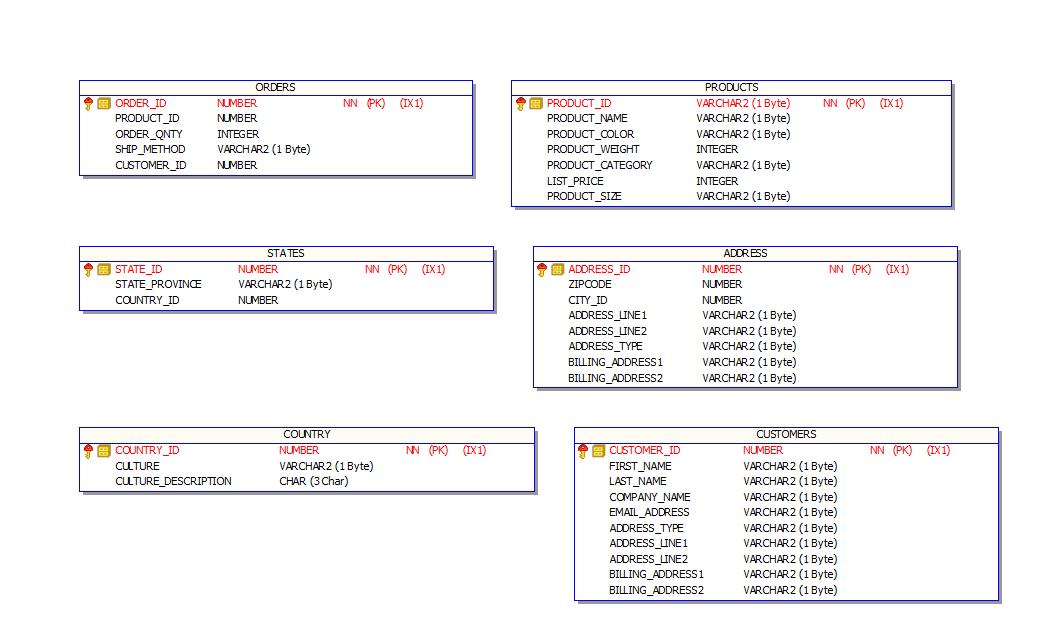 ORDERS
ORDER_ID NUMBER NN (PK) (IX1)
PRODUCT_ID NUMBER
ORDER_QNTY INTEGER
SHIP_METHOD VARCHAR2 (1 Byte)
CUSTOMER_ID NUMBER
PRODUCTS
PRODUCT_ID VARCHAR2 (1 Byte) NN (PK) (IX1)
PRODUCT_NAME VARCHAR2 (1 Byte)
PRODUCT_COLOR VARCHAR2 (1 Byte)
PRODUCT_WEIGHT INTEGER
PRODUCT_CATEGORY VARCHAR2 (1 Byte)
LIST_PRICE INTEGER
PRODUCT_SIZE VARCHAR2 (1 Byte)
STATES
STATE_ID NUMBER NN (PK) (IX1)
STATE_PROVINCE VARCHAR2 (1 Byte)
COUNTRY_ID NUMBER
ADDRESS
ADDRESS_ID NUMBER NN (PK) (IX1)
ZIPCODE NUMBER
CITY_ID NUMBER
ADDRESS_LINE1 VARCHAR2 (1 Byte)
ADDRESS_LINE2 VARCHAR2 (1 Byte)
ADDRESS_TYPE VARCHAR2 (1 Byte)
BILLING_ADDRESS1 VARCHAR2 (1 Byte)
BILLING_ADDRESS2 VARCHAR2 (1 Byte)
COUNTRY
COUNTRY_ID NUMBER NN (PK) (IX1)
CULTURE VARCHAR2 (1 Byte)
CULTURE_DESCRIPTION CHAR (3 Char)
CUSTOMERS
CUSTOMER_ID NUMBER NN (PK) (IX1)
FIRST_NAME VARCHAR2 (1 Byte)
LAST_NAME VARCHAR2 (1 Byte)
COMPANY_NAME VARCHAR2 (1 Byte)
EMAIL_ADDRESS VARCHAR2 (1 Byte)
ADDRESS_TYPE VARCHAR2 (1 Byte)
ADDRESS_LINE1 VARCHAR2 (1 Byte)
ADDRESS_LINE2 VARCHAR2 (1 Byte)
BILLING_ADDRESS1 VARCHAR2 (1 Byte)
BILLING_ADDRESS2 VARCHAR2 (1 Byte)